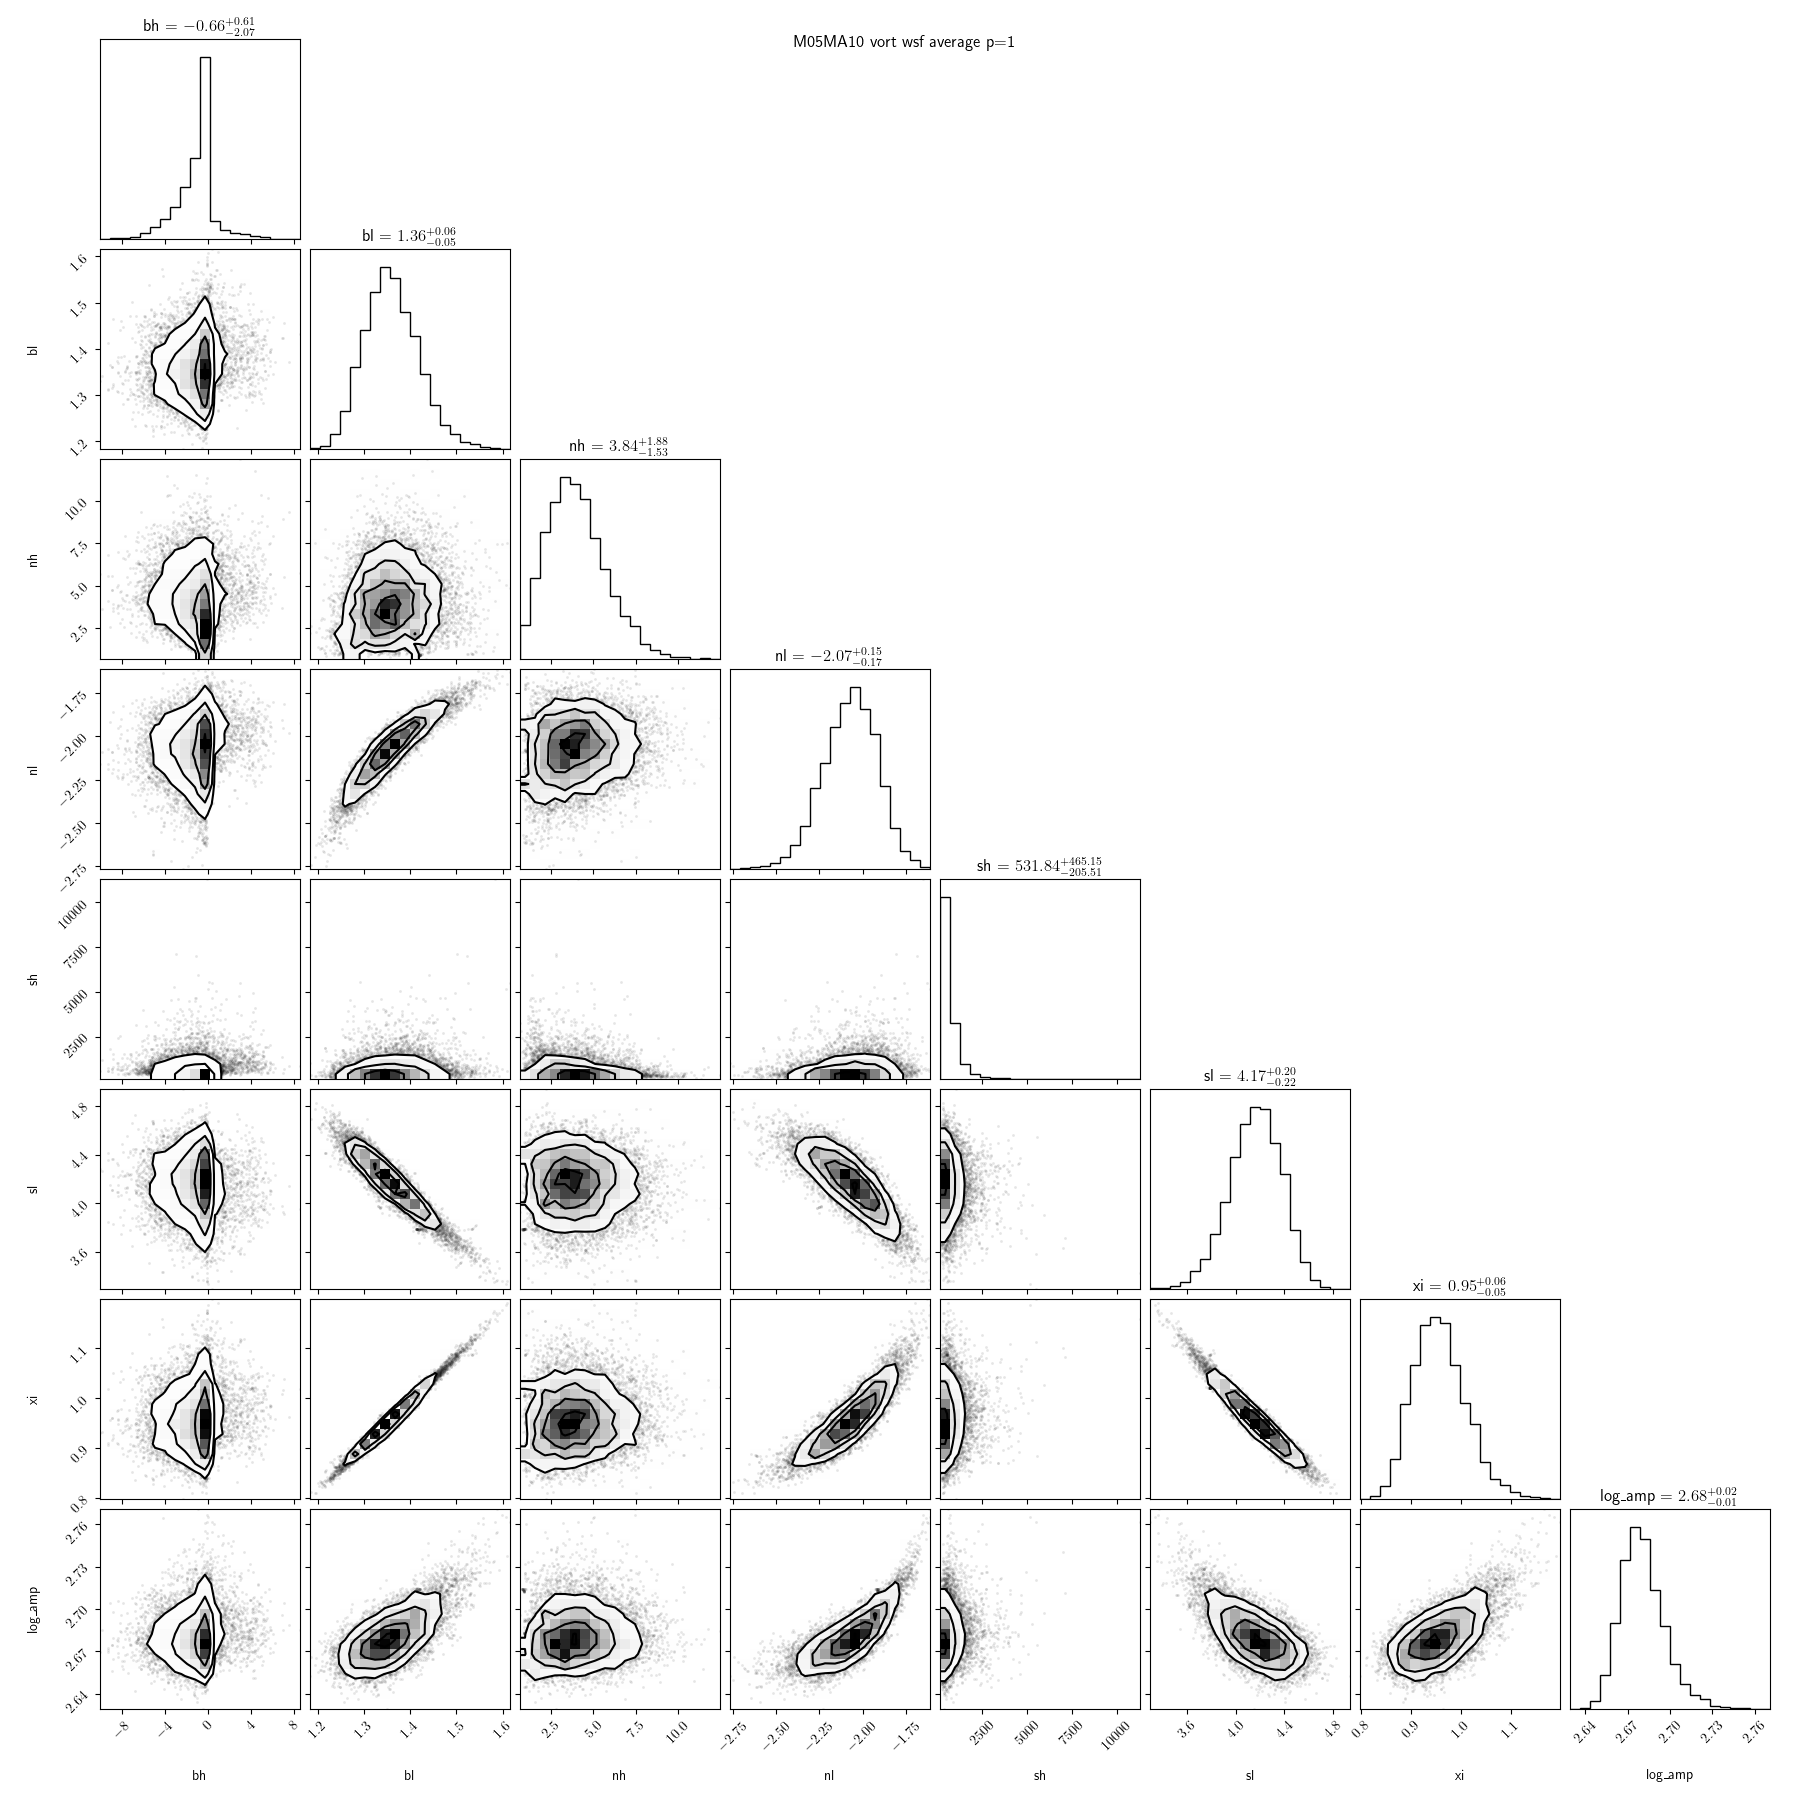 bh = −0.66 +0.61 −2.07
M05MA10 vort wsf average p=1
bl = 1.36 +0.06 −0.05
1.6
1.5
1.4
1.3
1.2
bl
nh = 3.84 +1.88 −1.53
10.0
7.5
5.0
2.5
nh
nl = −2.07 +0.15 −0.17
−1.75
−2.00
−2.25
−2.50
−2.75
nl
sh = 531.84 +465.15 −205.51
10000
7500
5000
2500
sh
sl = 4.17 +0.20 −0.22
4.8
4.4
4.0
3.6
sl
xi = 0.95 +0.06 −0.05
1.1
1.0
0.9
0.8
xi
log_amp = 2.68 +0.02 −0.01
2.76
2.73
2.70
2.67
2.64
log_amp
−8 −4 0 4 8 1.2 1.3 1.4 1.5 1.6 2.5 5.0 7.5 10.0 −2.75 −2.50 −2.25 −2.00 −1.75 2500 5000 7500 10000 3.6 4.0 4.4 4.8 0.8 0.9 1.0 1.1 2.64 2.67 2.70 2.73 2.76
bh bl nh nl sh sl xi log_amp